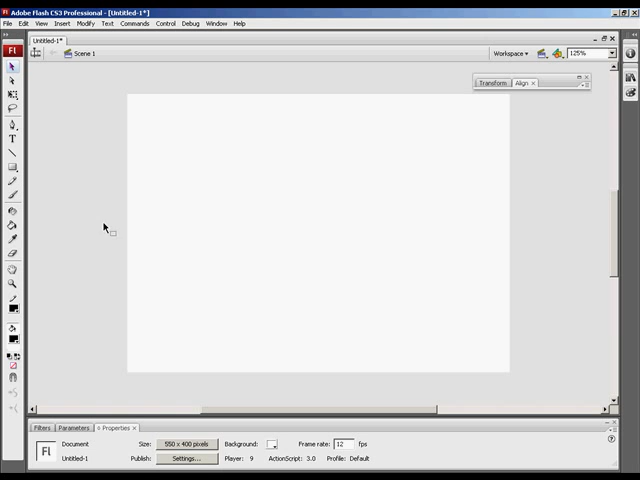 Adobe Flash CS3 Professional - [Untitled-1*]
File Edit View Insert Modify Text Commands Control Debug Window Help
Untitled-1*
Scene 1 Workspace 125%
Fl
Transform Align
T
Filters Parameters Properties
Fl Document Size: 550 x 400 pixels Background: Frame rate: 12 fps
Untitled-1 Publish: Settings... Player: 9 ActionScript: 3.0 Profile: Default